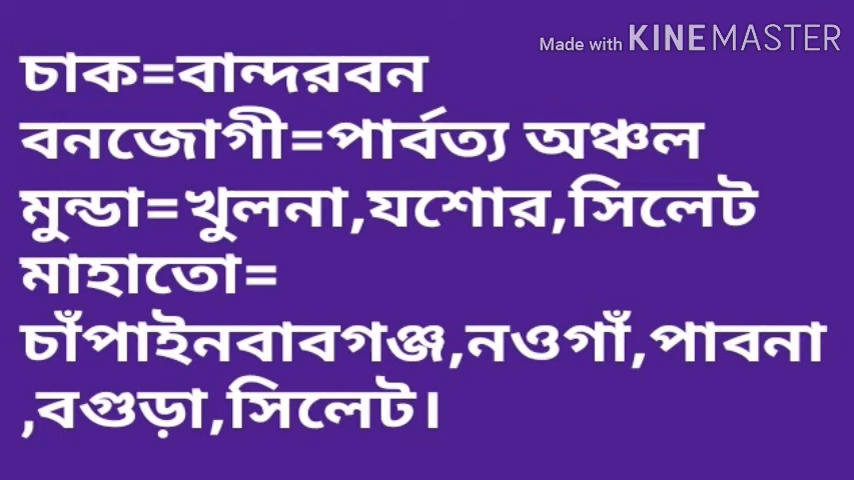 Made with KINEMASTER
চাক=বান্দরবন
বনজোগী=পার্বত্য অঞ্চল
মুন্ডা=খুলনা,যশোর,সিলেট
মাহাতো=
চাঁপাইনবাবগঞ্জ,নওগাঁ,পাবনা
,বগুড়া,সিলেট।